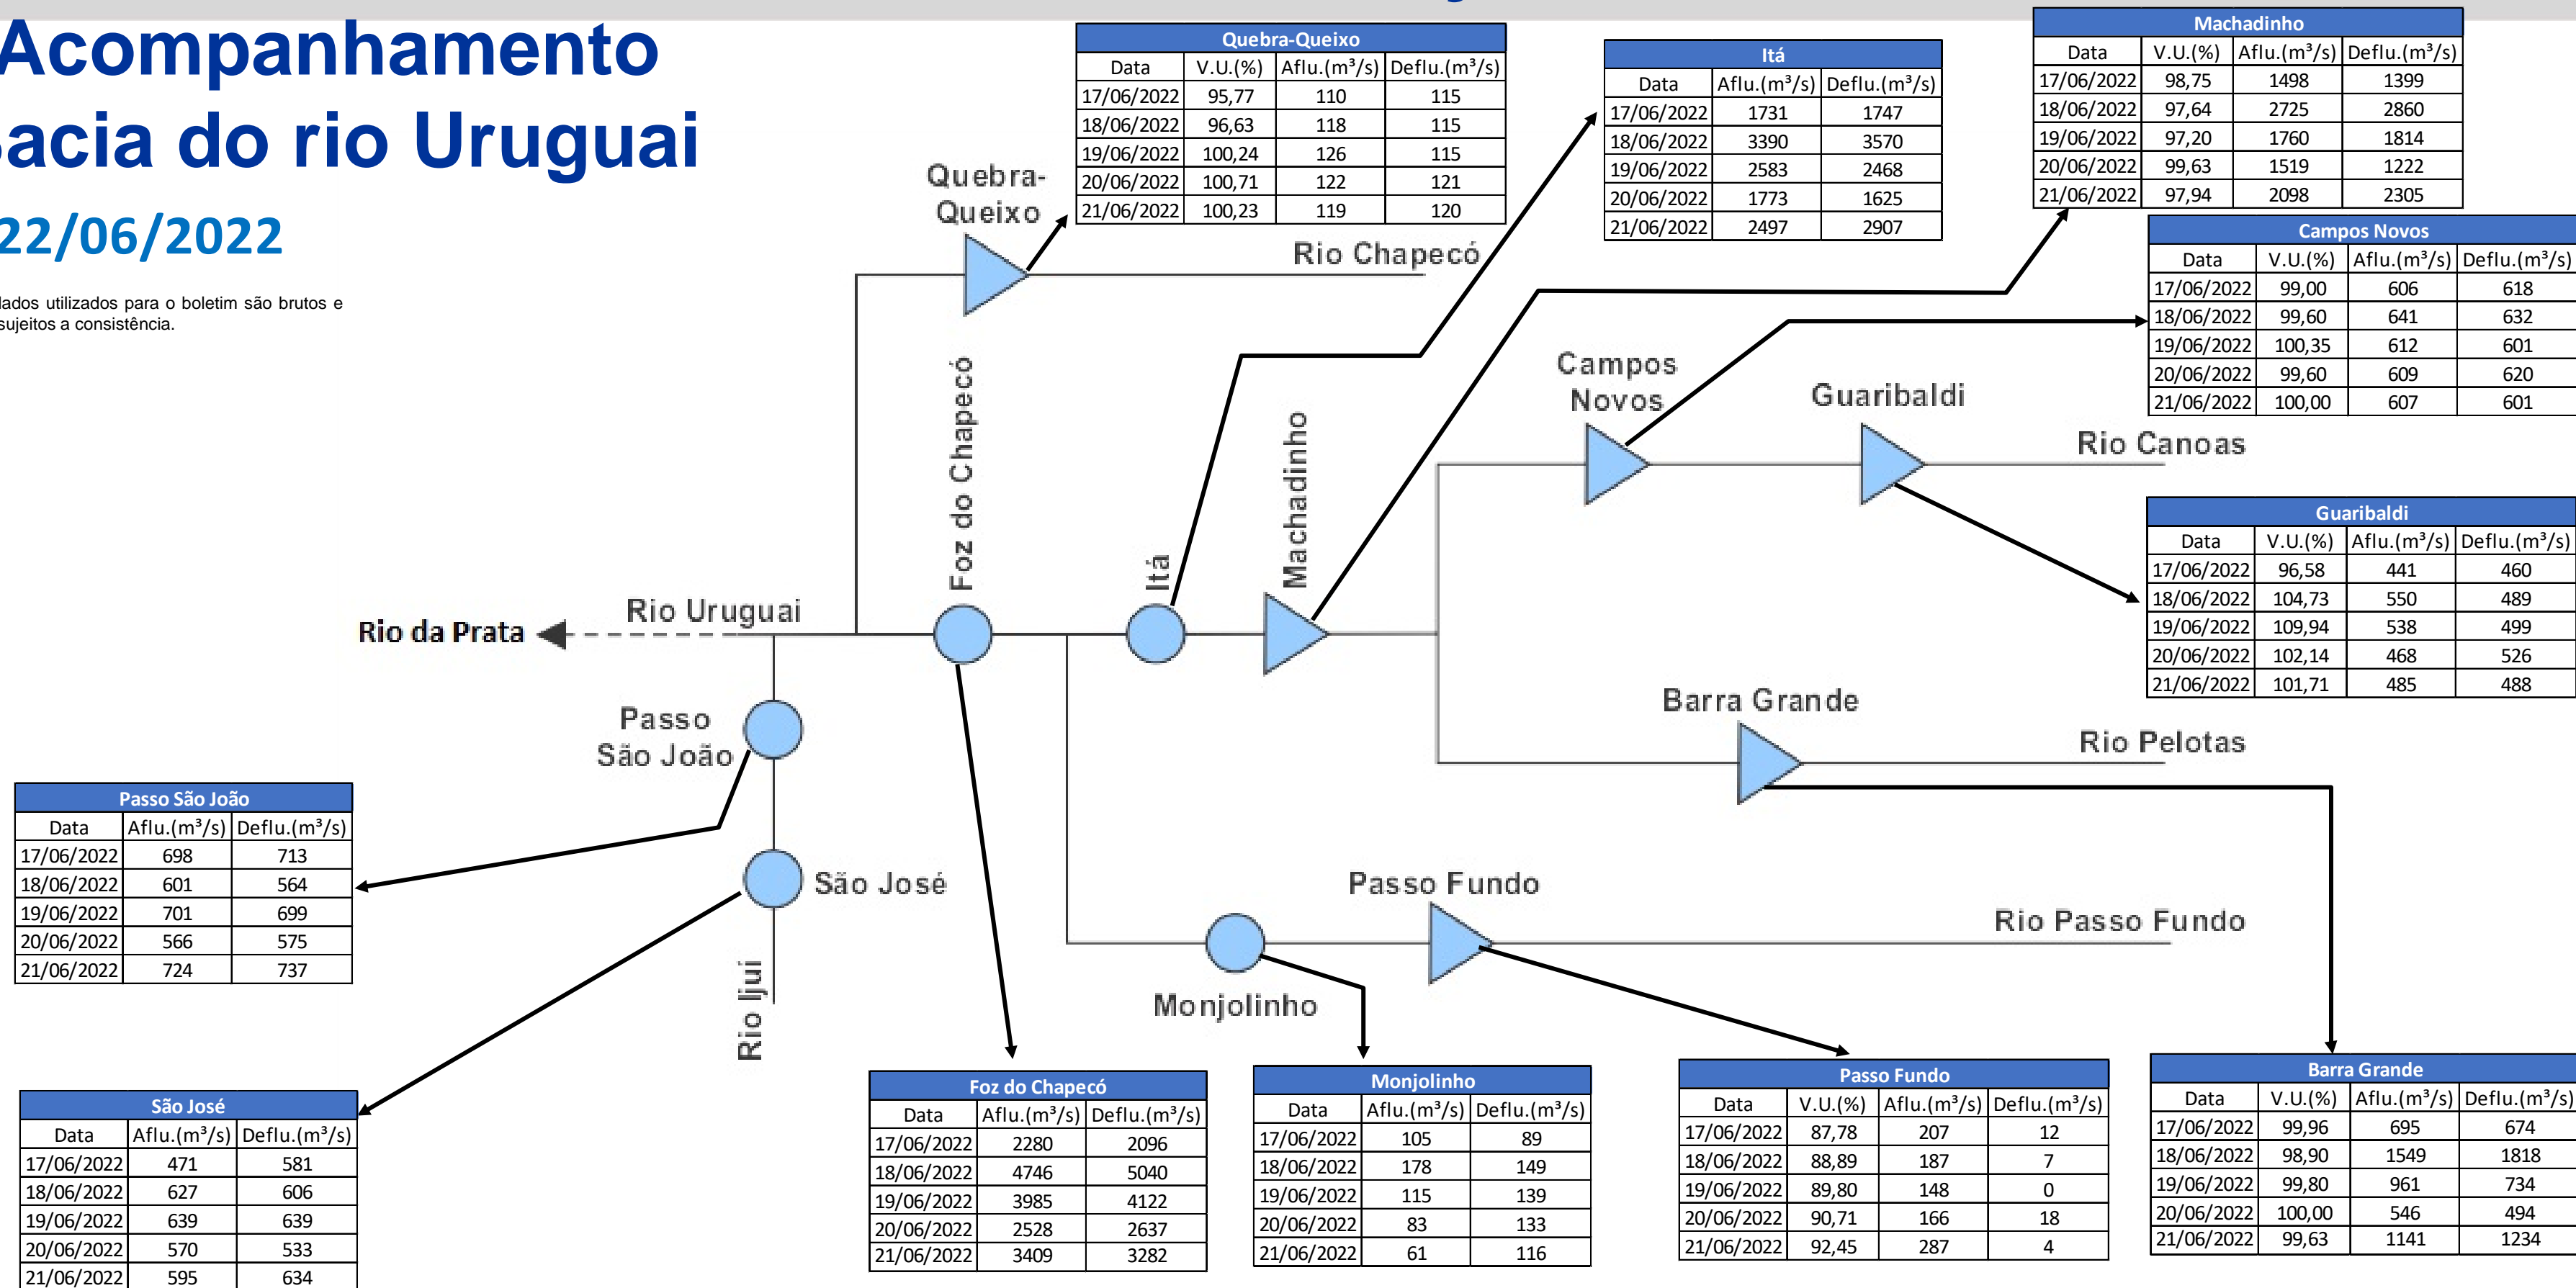 Acompanhamento
acia do rio Uruguai
22/06/2022
lados utilizados para o boletim são brutos e
sujeitos a consistência.
Quebra-Queixo
Data V.U.(%) Aflu.(m³/s) Deflu.(m³/s)
17/06/2022 95,77 110 115
18/06/2022 96,63 118 115
19/06/2022 100,24 126 115
20/06/2022 100,71 122 121
21/06/2022 100,23 119 120
Itá
Data Aflu.(m³/s) Deflu.(m³/s)
17/06/2022 1731 1747
18/06/2022 3390 3570
19/06/2022 2583 2468
20/06/2022 1773 1625
21/06/2022 2497 2907
Machadinho
Data V.U.(%) Aflu.(m³/s) Deflu.(m³/s)
17/06/2022 98,75 1498 1399
18/06/2022 97,64 2725 2860
19/06/2022 97,20 1760 1814
20/06/2022 99,63 1519 1222
21/06/2022 97,94 2098 2305
Campos Novos
Data V.U.(%) Aflu.(m³/s) Deflu.(m³/s)
17/06/2022 99,00 606 618
18/06/2022 99,60 641 632
19/06/2022 100,35 612 601
20/06/2022 99,60 609 620
21/06/2022 100,00 607 601
Quebra-
Queixo
Rio Chapecó
Foz do Chapecó
Itá
Machadinho
Campos
Novos
Guaribaldi
Rio Canoas
Guaribaldi
Data V.U.(%) Aflu.(m³/s) Deflu.(m³/s)
17/06/2022 96,58 441 460
18/06/2022 104,73 550 489
19/06/2022 109,94 538 499
20/06/2022 102,14 468 526
21/06/2022 101,71 485 488
Rio da Prata
Rio Uruguai
Passo
São João
Barra Grande
Rio Pelotas
São José
Rio Ijuí
Passo Fundo
Rio Passo Fundo
Monjolinho
Passo São João
Data Aflu.(m³/s) Deflu.(m³/s)
17/06/2022 698 713
18/06/2022 601 564
19/06/2022 701 699
20/06/2022 566 575
21/06/2022 724 737
São José
Data Aflu.(m³/s) Deflu.(m³/s)
17/06/2022 471 581
18/06/2022 627 606
19/06/2022 639 639
20/06/2022 570 533
21/06/2022 595 634
Foz do Chapecó
Data Aflu.(m³/s) Deflu.(m³/s)
17/06/2022 2280 2096
18/06/2022 4746 5040
19/06/2022 3985 4122
20/06/2022 2528 2637
21/06/2022 3409 3282
Monjolinho
Data Aflu.(m³/s) Deflu.(m³/s)
17/06/2022 105 89
18/06/2022 178 149
19/06/2022 115 139
20/06/2022 83 133
21/06/2022 61 116
Passo Fundo
Data V.U.(%) Aflu.(m³/s) Deflu.(m³/s)
17/06/2022 87,78 207 12
18/06/2022 88,89 187 7
19/06/2022 89,80 148 0
20/06/2022 90,71 166 18
21/06/2022 92,45 287 4
Barra Grande
Data V.U.(%) Aflu.(m³/s) Deflu.(m³/s)
17/06/2022 99,96 695 674
18/06/2022 98,90 1549 1818
19/06/2022 99,80 961 734
20/06/2022 100,00 546 494
21/06/2022 99,63 1141 1234